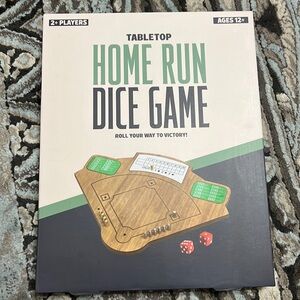 2+ PLAYERS
AGES 12+
TABLETOP
HOME RUN
DICE GAME
ROLL YOUR WAY TO VICTORY!